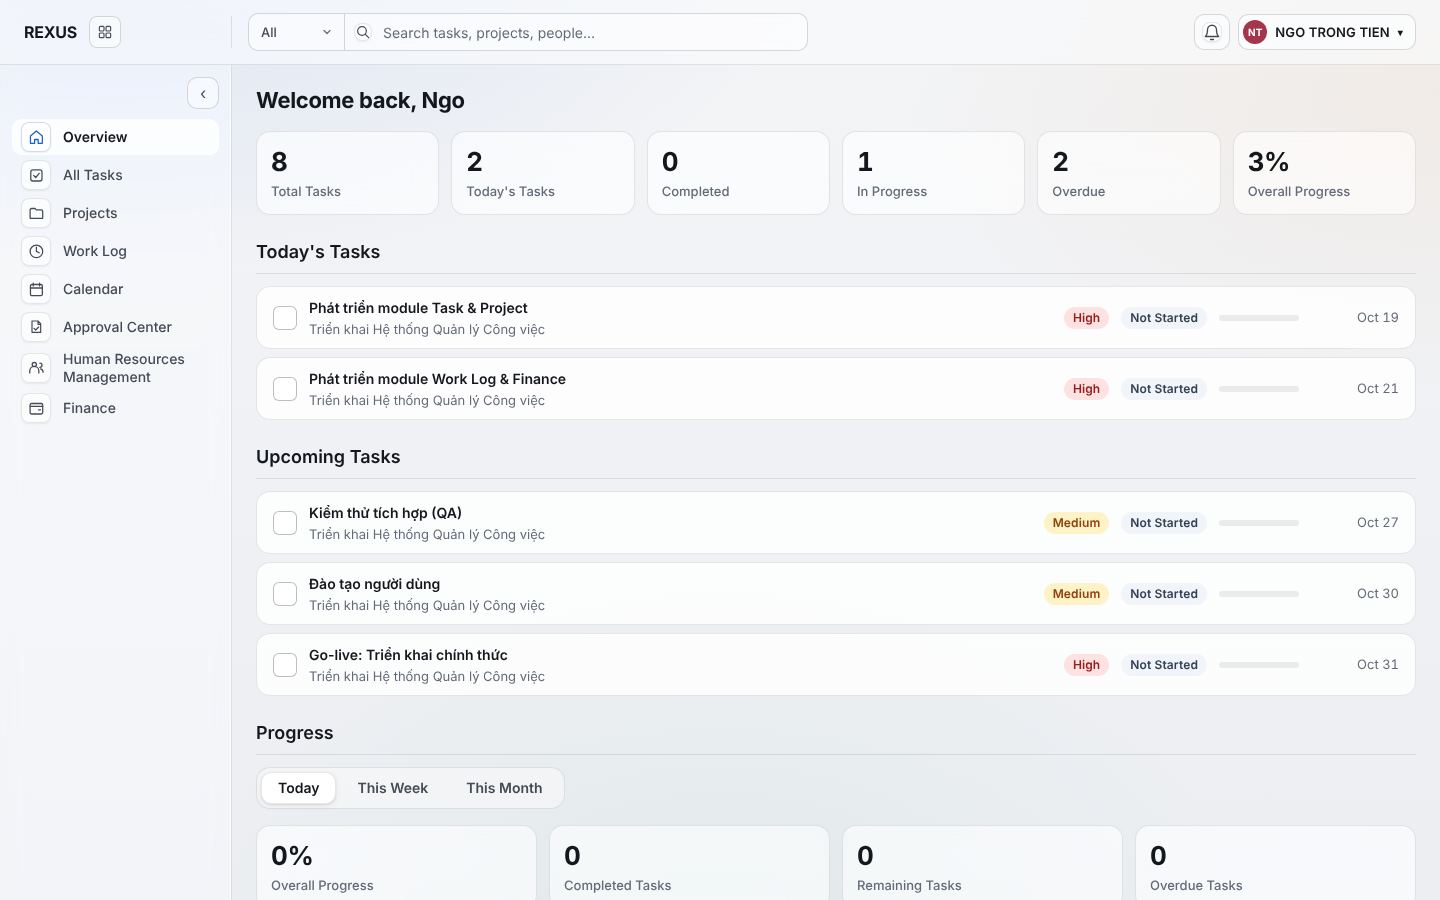 REXUS
All
Search tasks, projects, people...
NT
NGO TRONG TIEN
Overview
All Tasks
Projects
Work Log
Calendar
Approval Center
Human Resources
Management
Finance
Welcome back, Ngo
8
Total Tasks
2
Today's Tasks
0
Completed
1
In Progress
2
Overdue
3%
Overall Progress
Today's Tasks
Phát triển module Task & Project
Triển khai Hệ thống Quản lý Công việc
High
Not Started
Oct 19
Phát triển module Work Log & Finance
Triển khai Hệ thống Quản lý Công việc
High
Not Started
Oct 21
Upcoming Tasks
Kiểm thử tích hợp (QA)
Triển khai Hệ thống Quản lý Công việc
Medium
Not Started
Oct 27
Đào tạo người dùng
Triển khai Hệ thống Quản lý Công việc
Medium
Not Started
Oct 30
Go-live: Triển khai chính thức
Triển khai Hệ thống Quản lý Công việc
High
Not Started
Oct 31
Progress
Today
This Week
This Month
0%
Overall Progress
0
Completed Tasks
0
Remaining Tasks
0
Overdue Tasks